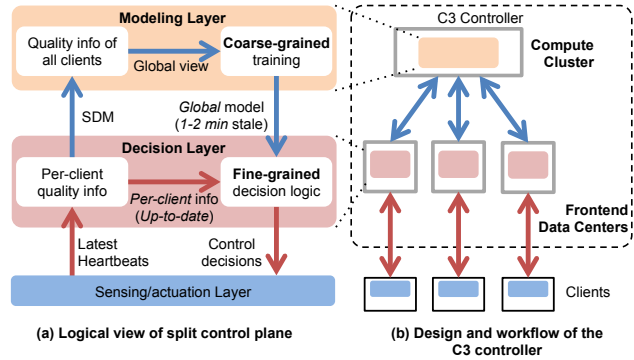 Modeling Layer
Quality info of
all clients
Global view
Coarse-grained
training
SDM
Global model
(1-2 min stale)
Decision Layer
Per-client
quality info
Per-client info
(Up-to-date)
Fine-grained
decision logic
Latest
Heartbeats
Control
decisions
Sensing/actuation Layer
(a) Logical view of split control plane
C3 Controller
Compute
Cluster
Frontend
Data Centers
Clients
(b) Design and workflow of the
C3 controller